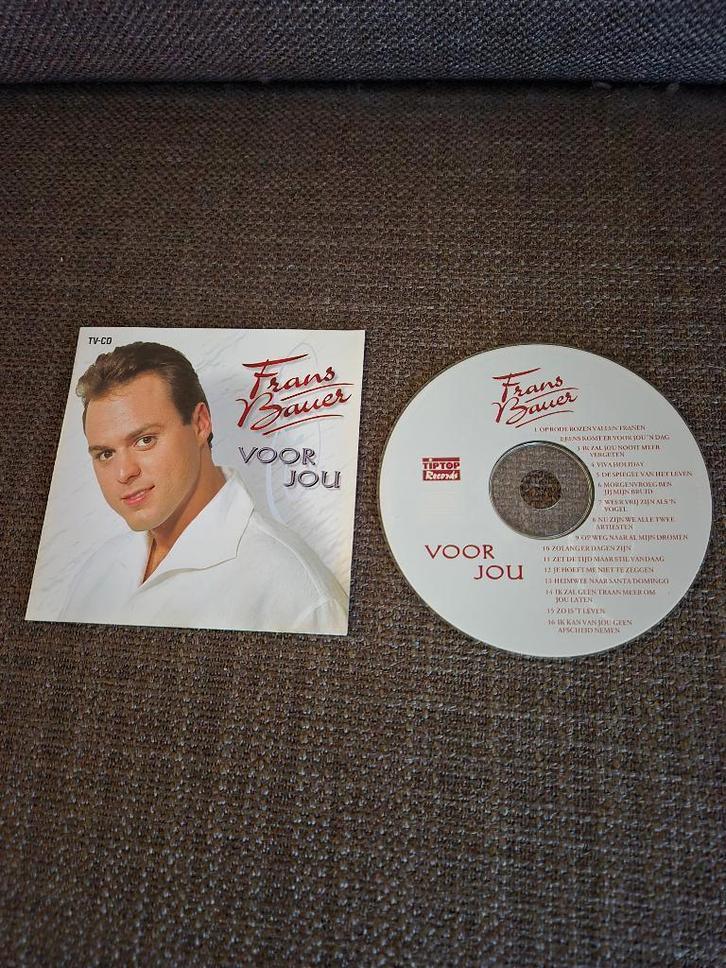 TV-CD
Frans
Bauer
VOOR
JOU
Frans
Bauer
1 OP RODE ROZEN VALLEN TRANEN
2 EENS KOMT ER VOOR JOU 'N DAG
3 IK ZAL JOU NOOIT MEER
VERGETEN
4 VIVA HOLIDAY
5 DE SPIEGEL VAN HET LEVEN
6 MORGENVROEG BEN
JIJ MIJN BRUID
7 WEER VRIJ ZIJN ALS 'N
VOGEL
8 NU ZIJN WE ALLE TWEE
ARTIESTEN
9 OP WEG NAAR AL MIJN DROMEN
10 ZOLANG ER DAGEN ZIJN
11 ZET DE TIJD MAAR STIL VANDAAG
12 JE HOEFT ME NIET TE ZEGGEN
13 HEIMWEE NAAR SANTA DOMINGO
14 IK ZAL GEEN TRAAN MEER OM
JOU LATEN
15 ZO IS 'T LEVEN
16 IK KAN VAN JOU GEEN
AFSCHEID NEMEN
TIPTOP
Records
VOOR
JOU